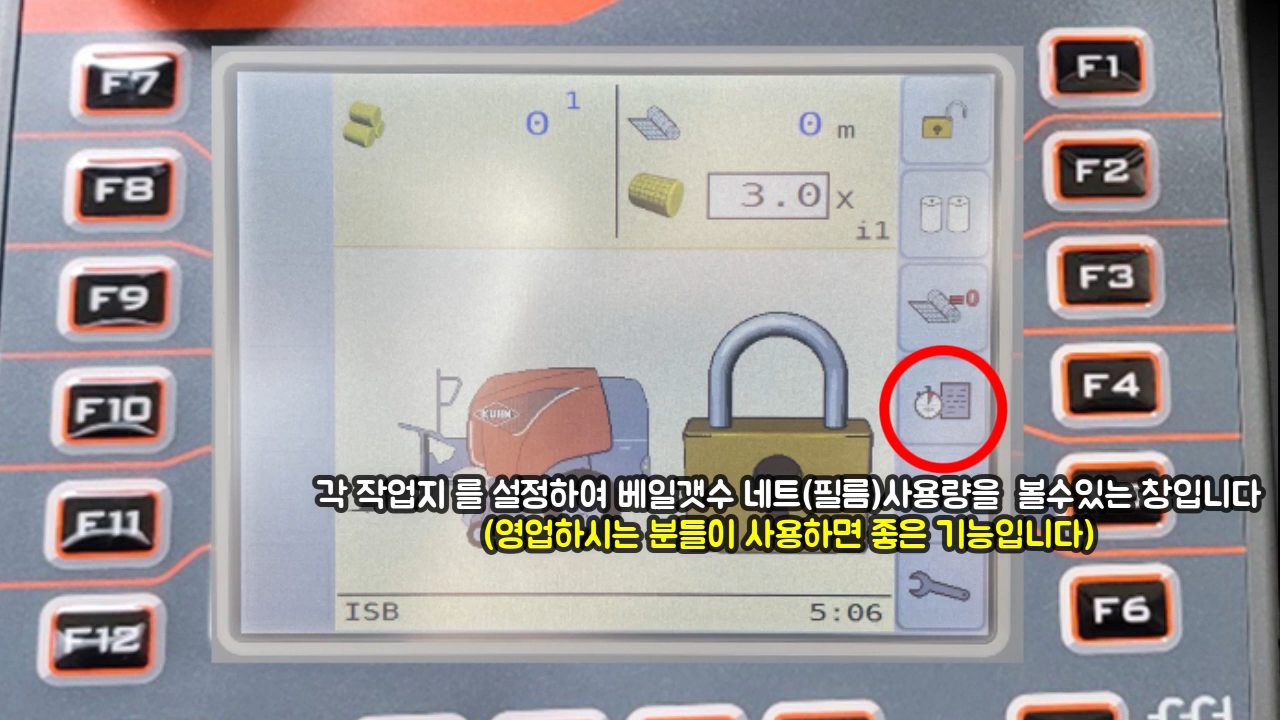 F7
F8
F9
F10
F11
F12
0 1
0 m
3.0 x
i1
=0
KUHN
각 작업지 를 설정하여 베일갯수 네트(필름)사용량을 볼수있는 창입니다
(영업하시는 분들이 사용하면 좋은 기능입니다)
ISB
5:06
F1
F2
F3
F4
F6